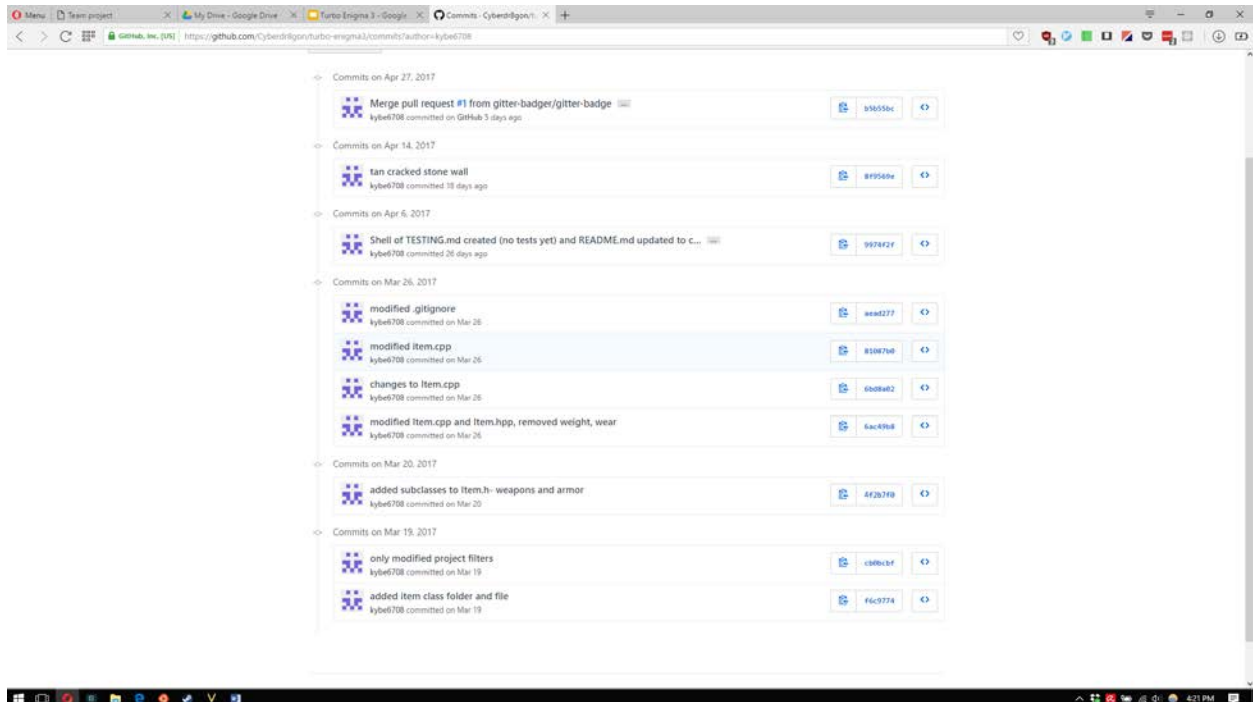 Menu
Team project
My Drive - Google Drive
Turbo Enigma 3 - Google
Commits · Cyberdr8gon/t
GitHub, Inc. [US]
https://github.com/Cyberdr8gon/turbo-enigma3/commits?author=kybe6708
Commits on Apr 27, 2017
Merge pull request #1 from gitter-badger/gitter-badge …
kybe6708 committed on GitHub 5 days ago
b5b55bc
Commits on Apr 14, 2017
tan cracked stone wall
kybe6708 committed 18 days ago
8f9569e
Commits on Apr 6, 2017
Shell of TESTING.md created (no tests yet) and README.md updated to c... …
kybe6708 committed 26 days ago
9974f2f
Commits on Mar 26, 2017
modified .gitignore
kybe6708 committed on Mar 26
aead277
modified item.cpp
kybe6708 committed on Mar 26
81087b0
changes to Item.cpp
kybe6708 committed on Mar 26
6bd8a02
modified Item.cpp and Item.hpp, removed weight, wear
kybe6708 committed on Mar 26
6ac49b8
Commits on Mar 20, 2017
added subclasses to Item.h- weapons and armor
kybe6708 committed on Mar 20
4f2b7f0
Commits on Mar 19, 2017
only modified project filters
kybe6708 committed on Mar 19
cb0bcbf
added item class folder and file
kybe6708 committed on Mar 19
f6c9774
4:21 PM